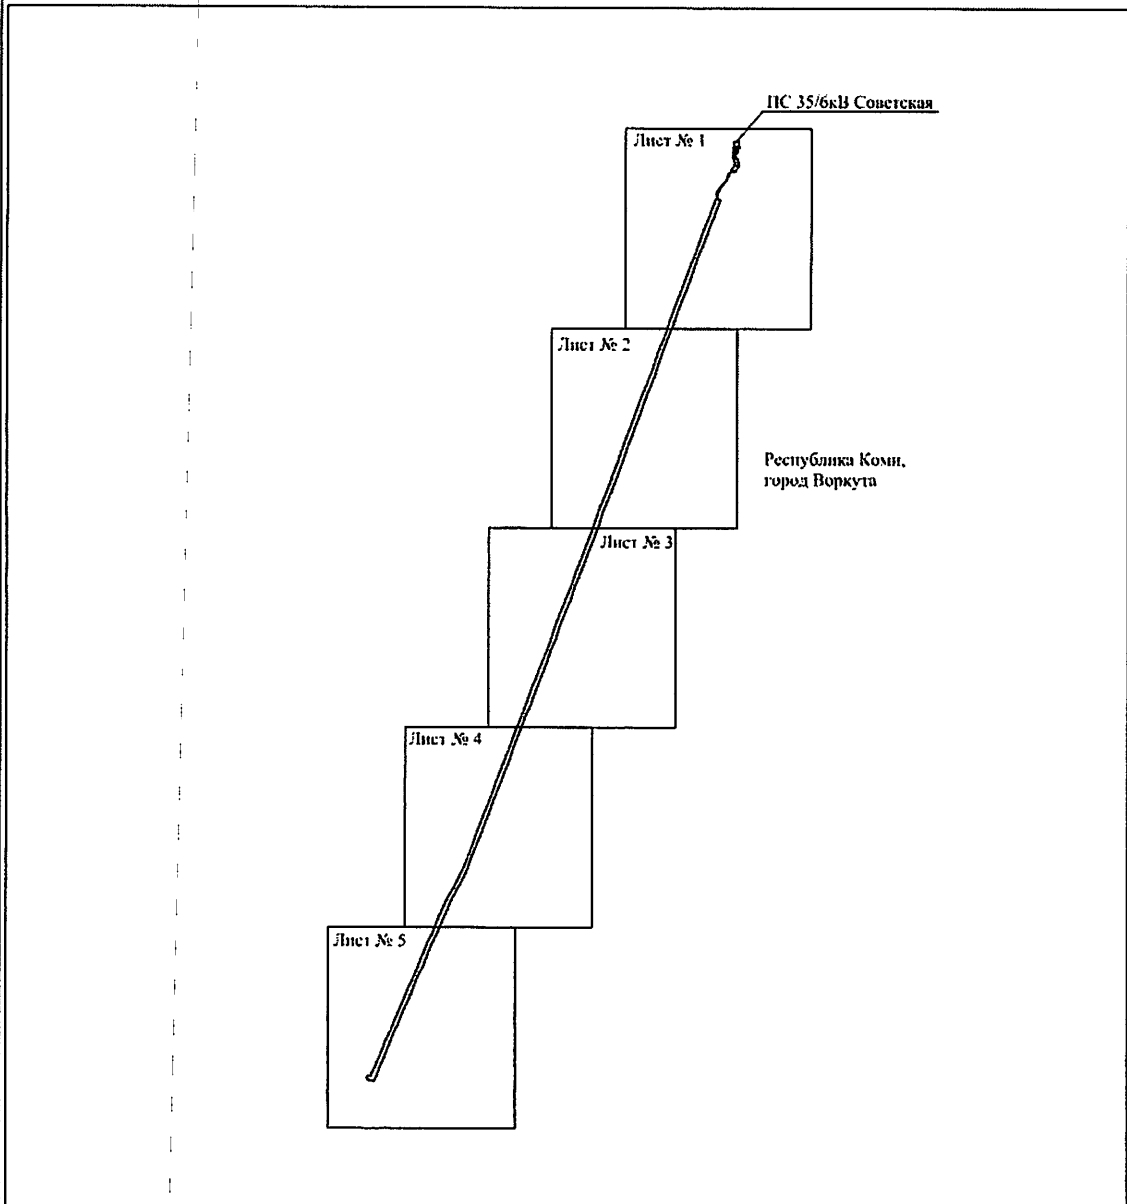 ПС 35/6кВ Советская
Лист № 1
Лист № 2
Республика Коми,
город Воркута
Лист № 3
Лист № 4
Лист № 5